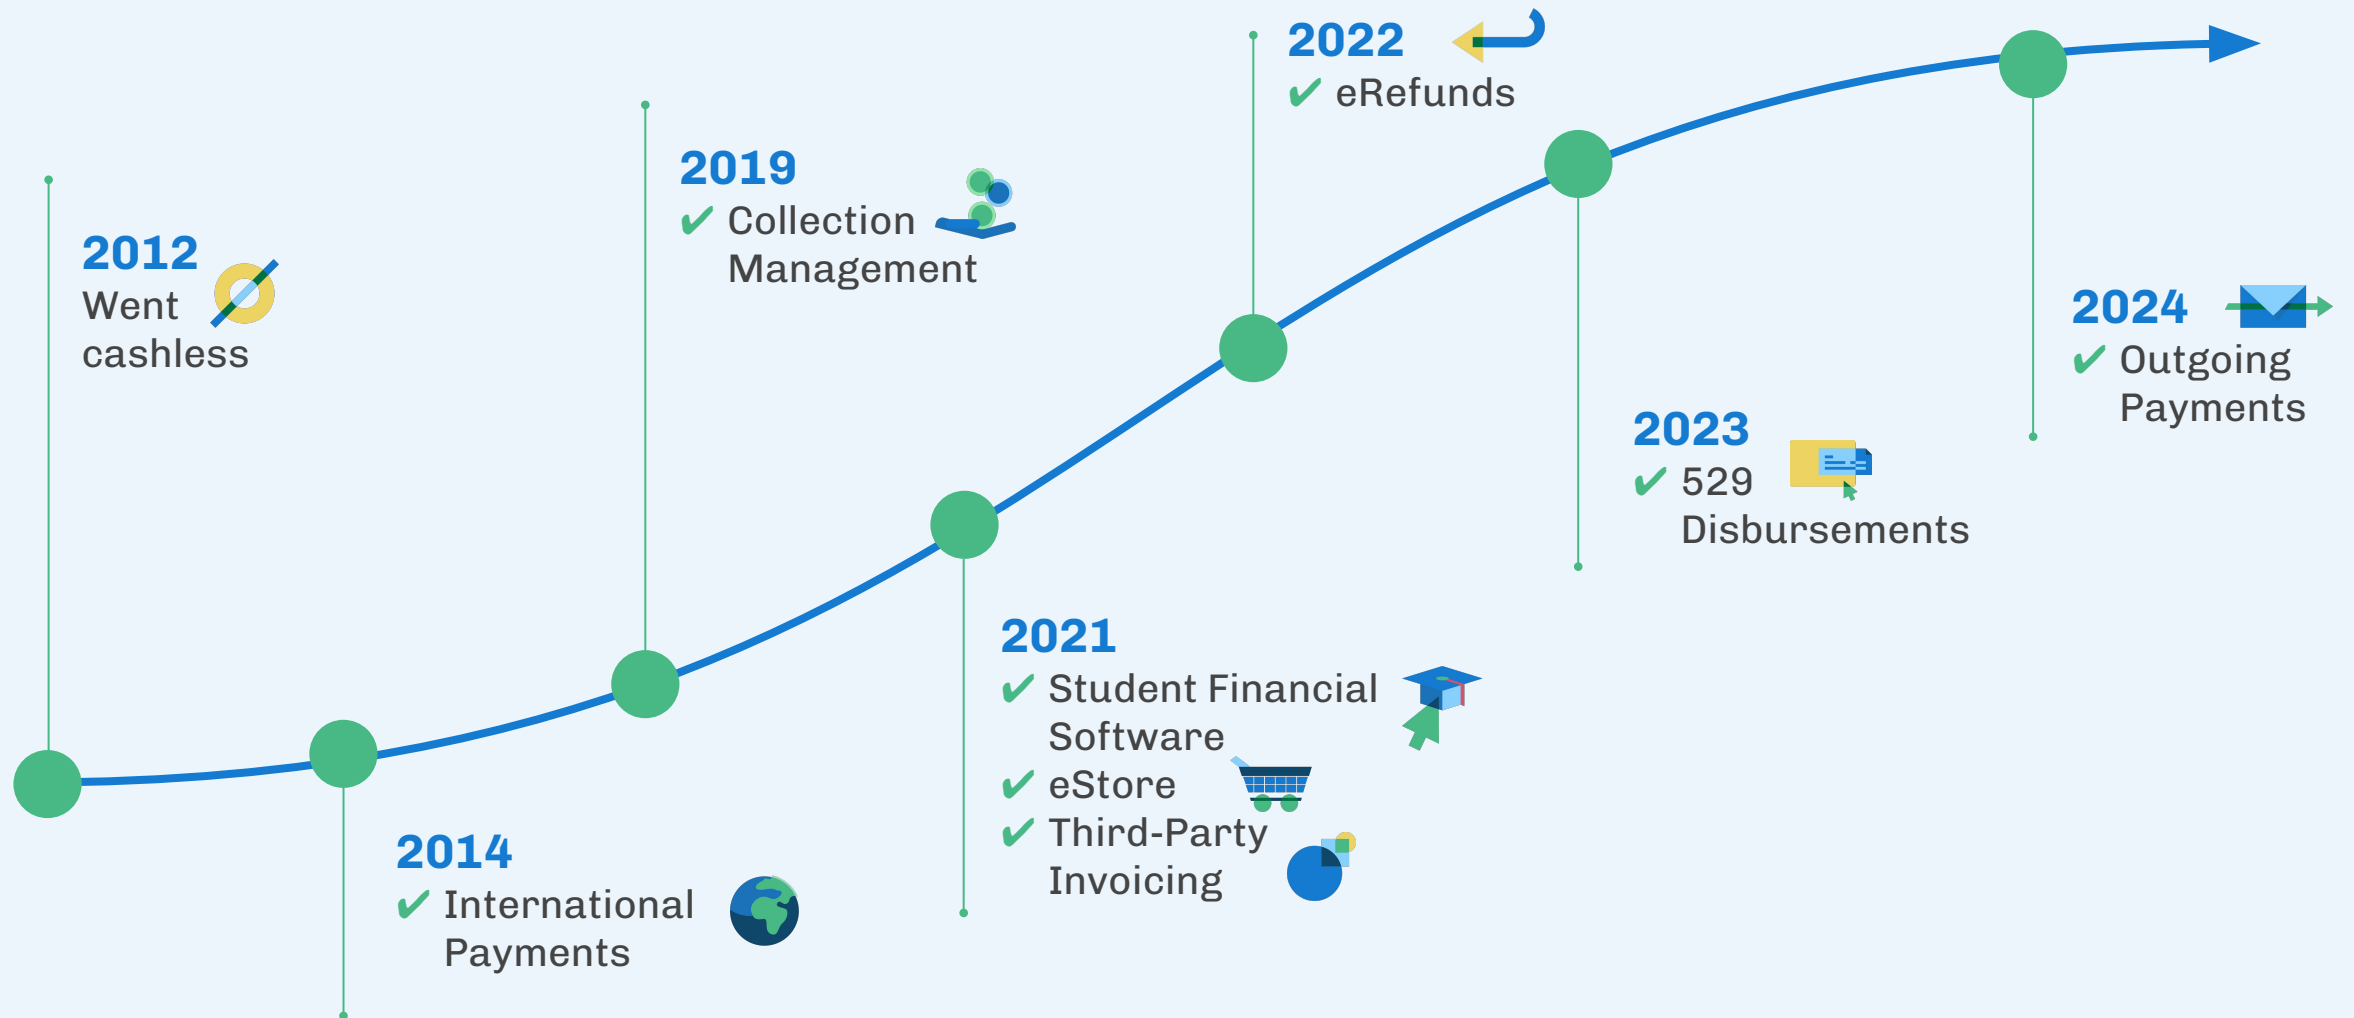 2012
Went
cashless
2014
✔ International
Payments
2019
✔ Collection
Management
2021
✔ Student Financial
Software
✔ eStore
✔ Third-Party
Invoicing
2022
✔ eRefunds
2023
✔ 529
Disbursements
2024
✔ Outgoing
Payments